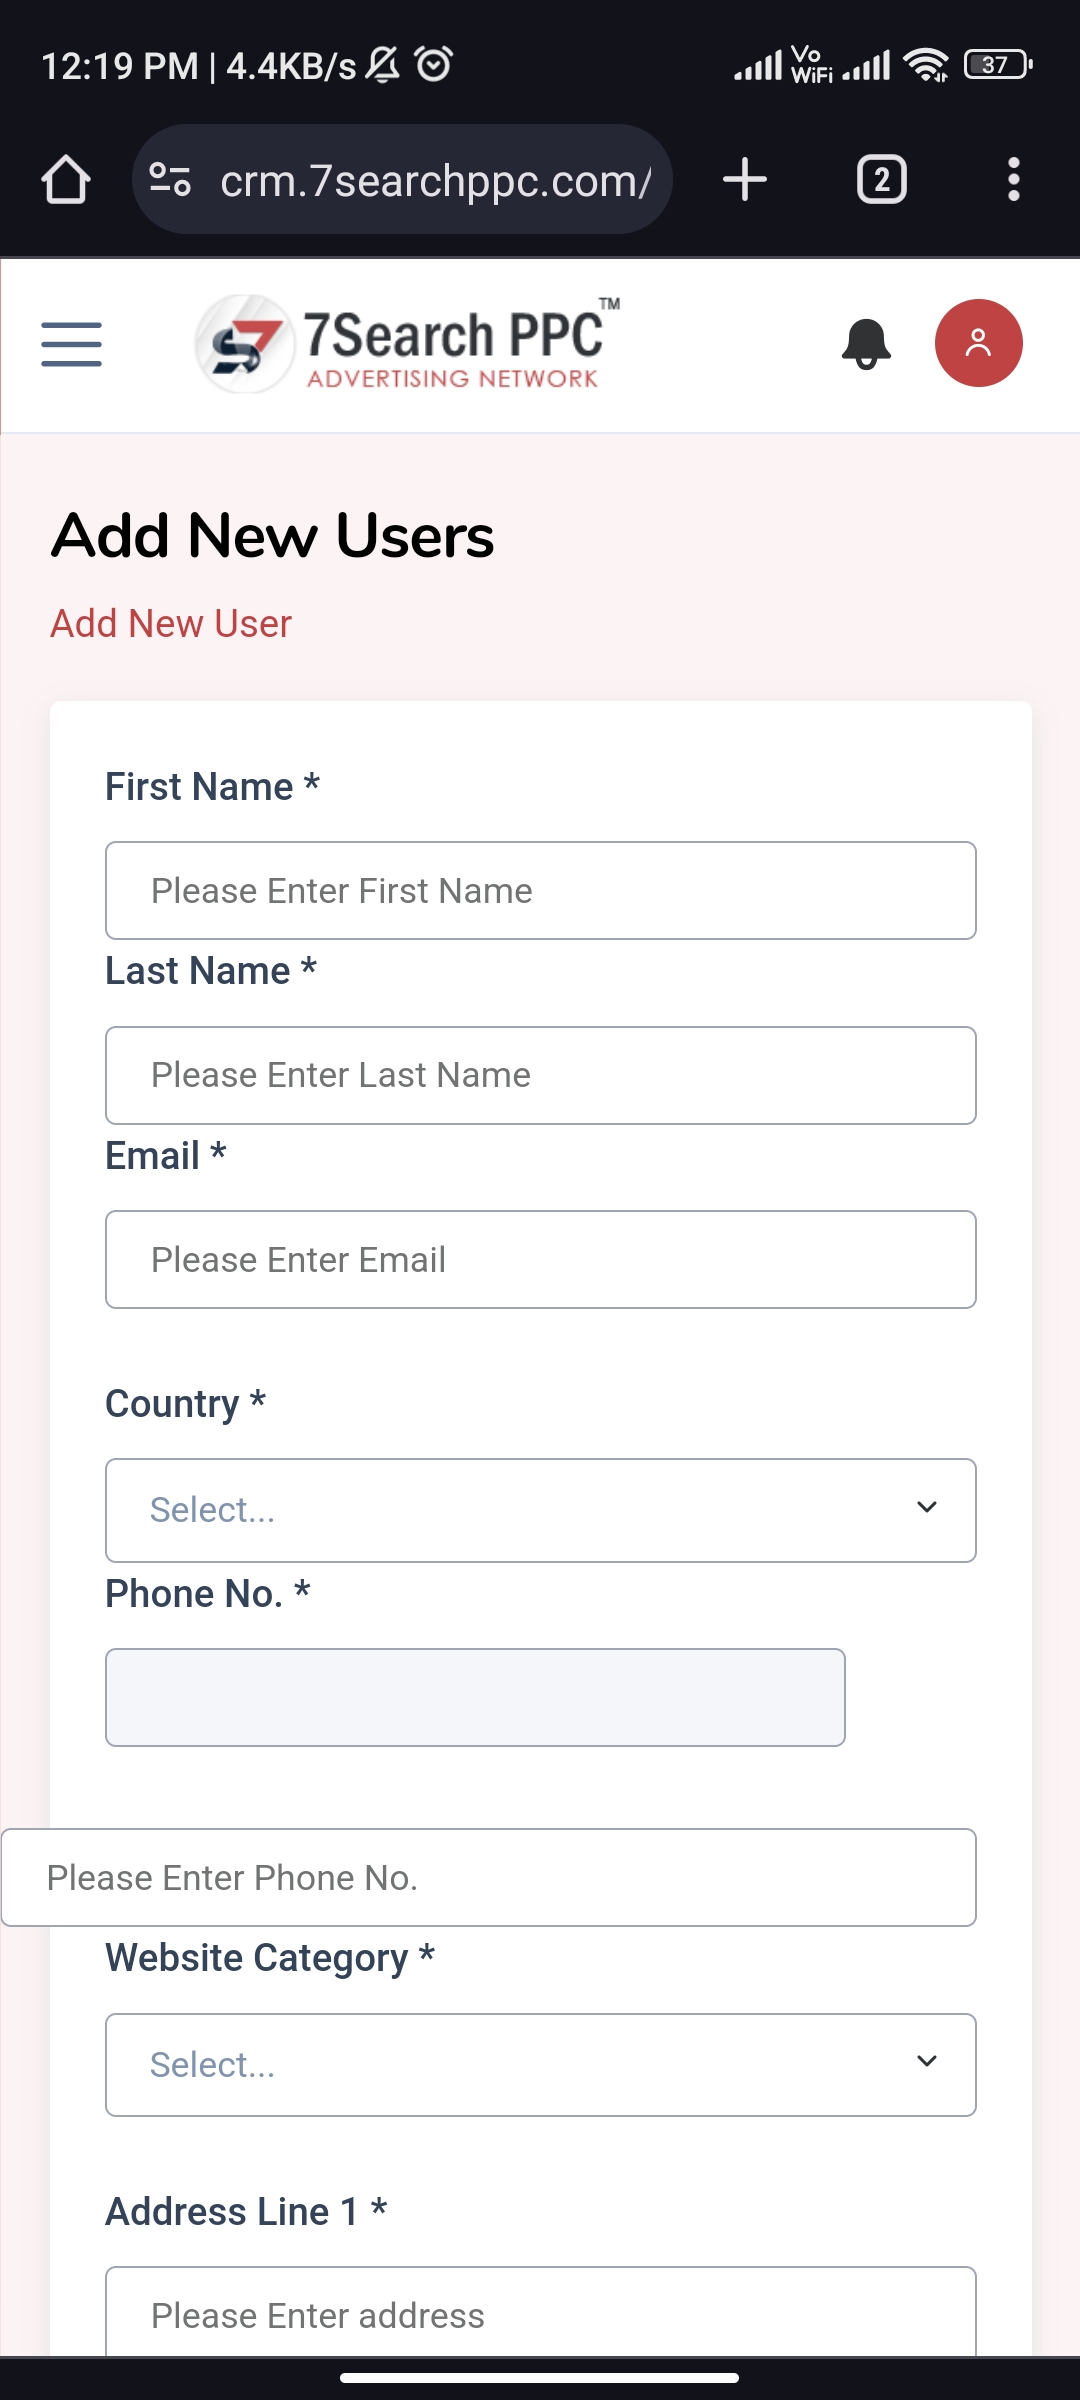 12:19 PM | 4.4KB/s
Vo WiFi
37
crm.7searchppc.com/
2
7Search PPC™
ADVERTISING NETWORK
Add New Users
Add New User
First Name *
Please Enter First Name
Last Name *
Please Enter Last Name
Email *
Please Enter Email
Country *
Select...
Phone No. *
Please Enter Phone No.
Website Category *
Select...
Address Line 1 *
Please Enter address